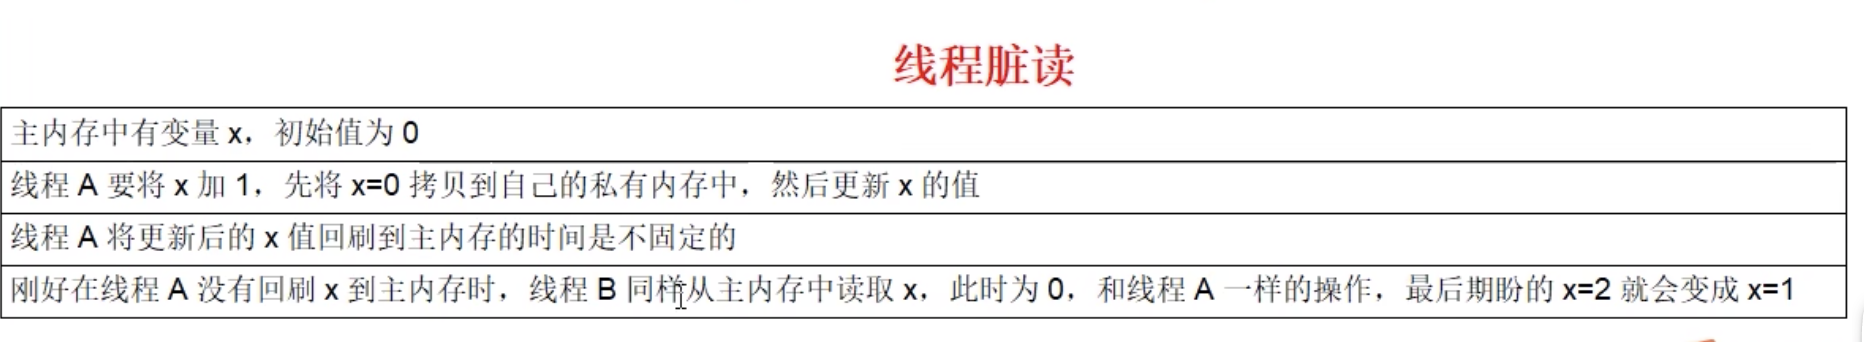 线程脏读
主内存中有变量 x，初始值为 0
线程 A 要将 x 加 1，先将 x=0 拷贝到自己的私有内存中，然后更新 x 的值
线程 A 将更新后的 x 值回刷到主内存的时间是不固定的
刚好在线程 A 没有回刷 x 到主内存时，线程 B 同样从主内存中读取 x，此时为 0，和线程 A 一样的操作，最后期盼的 x=2 就会变成 x=1